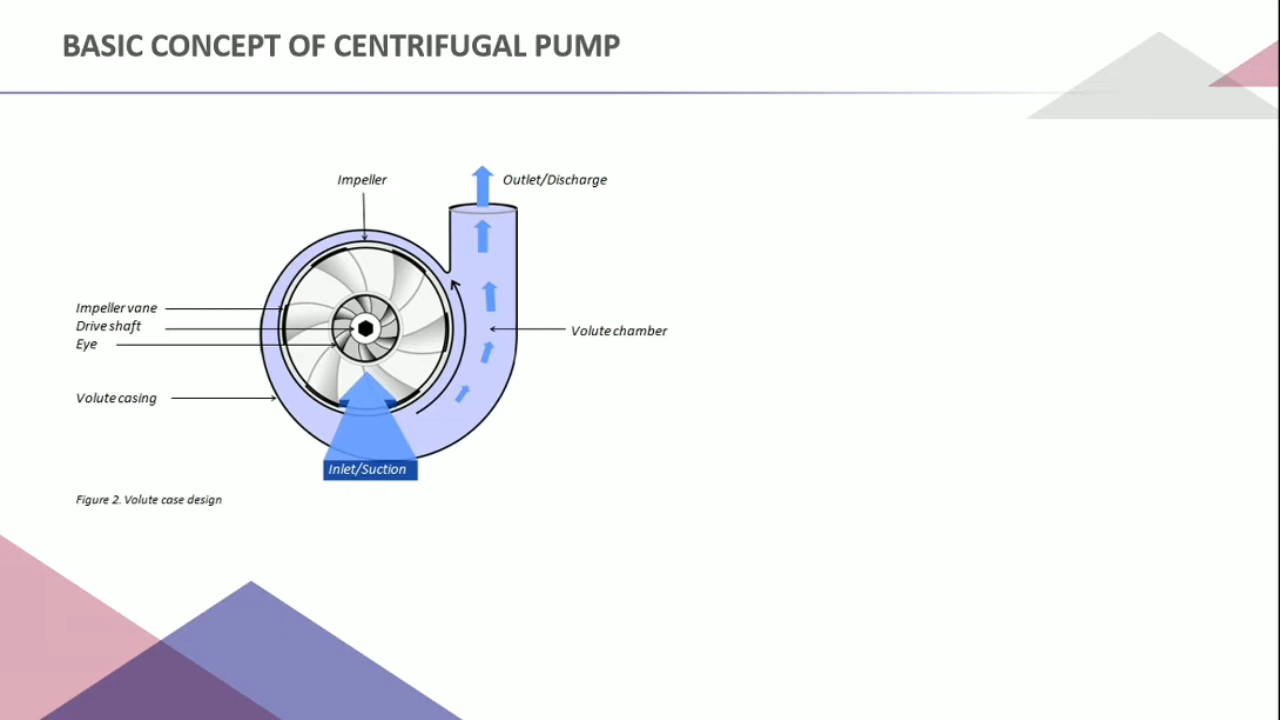 BASIC CONCEPT OF CENTRIFUGAL PUMP
Impeller
Outlet/Discharge
Impeller vane
Drive shaft
Eye
Volute chamber
Volute casing
Inlet/Suction
Figure 2. Volute case design